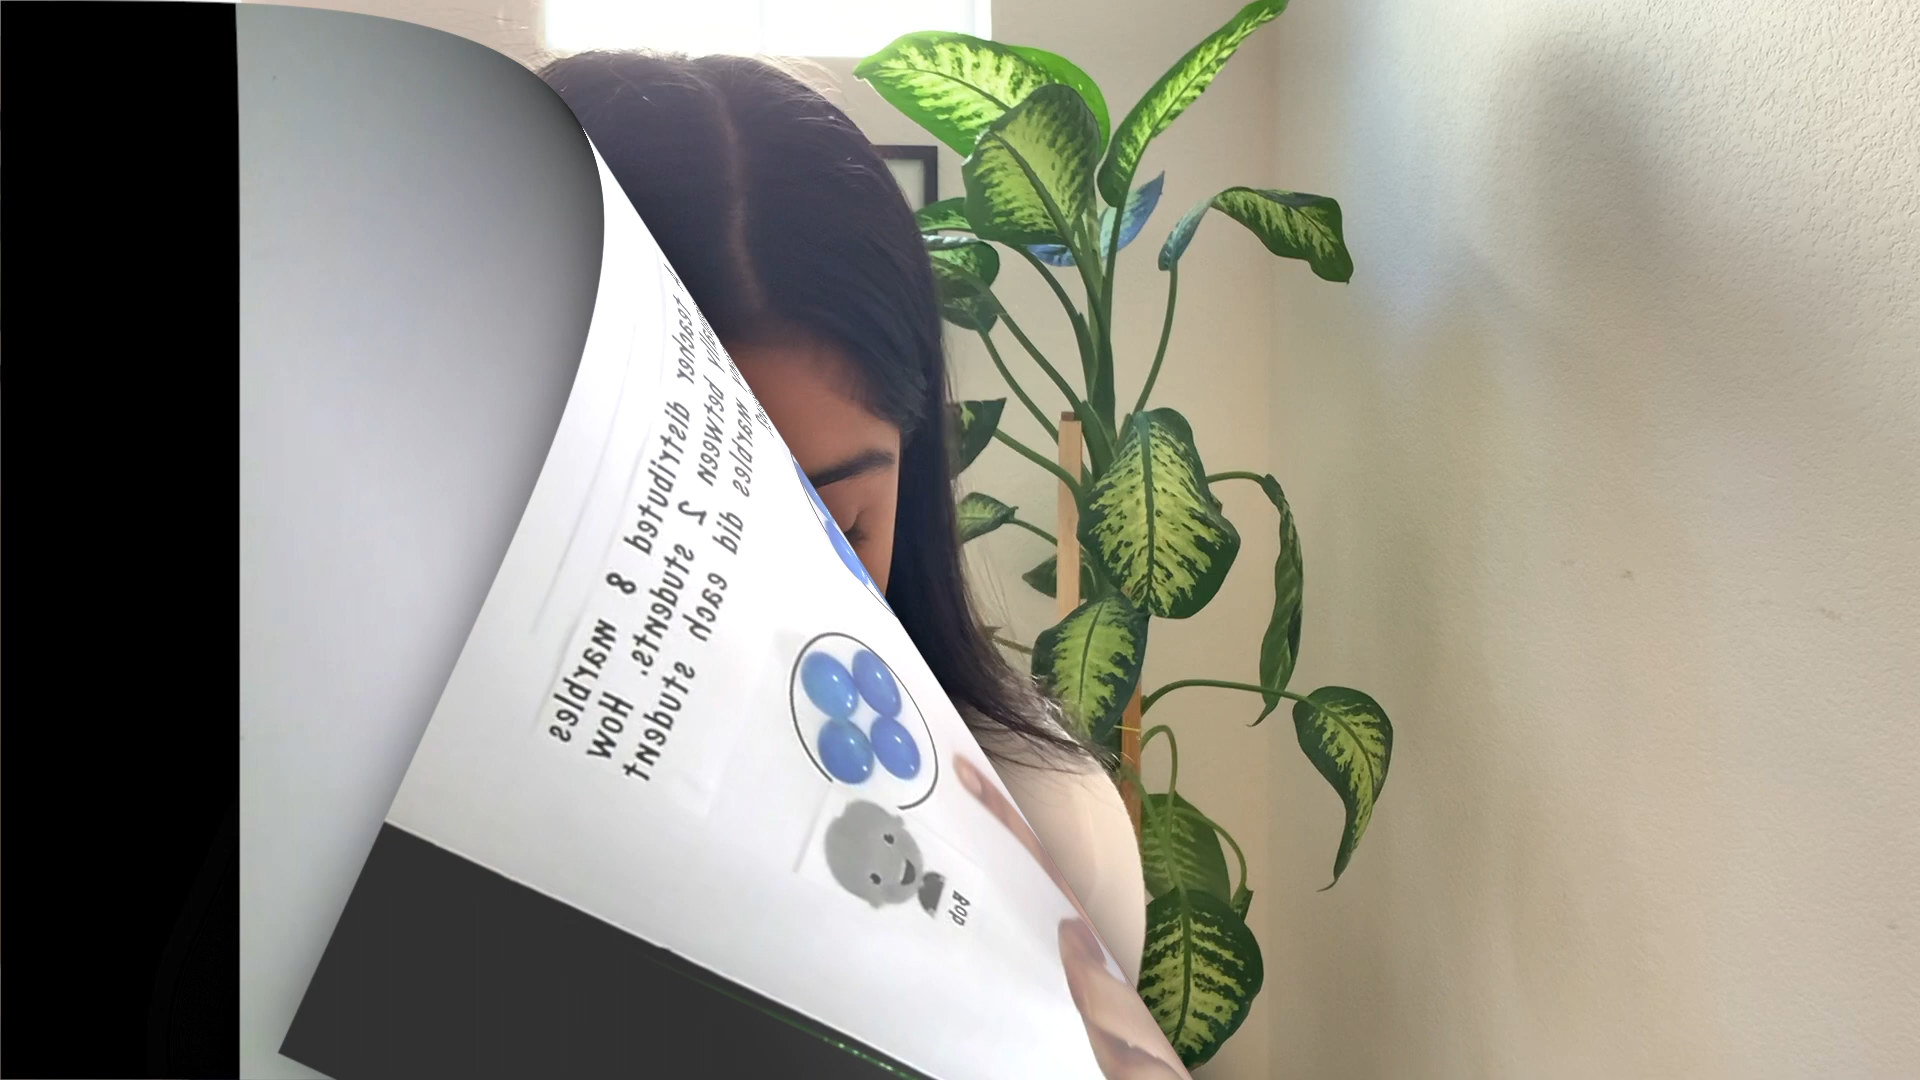 teacher distributed 8 marbles
between 2 students. How
marbles did each student
Bob